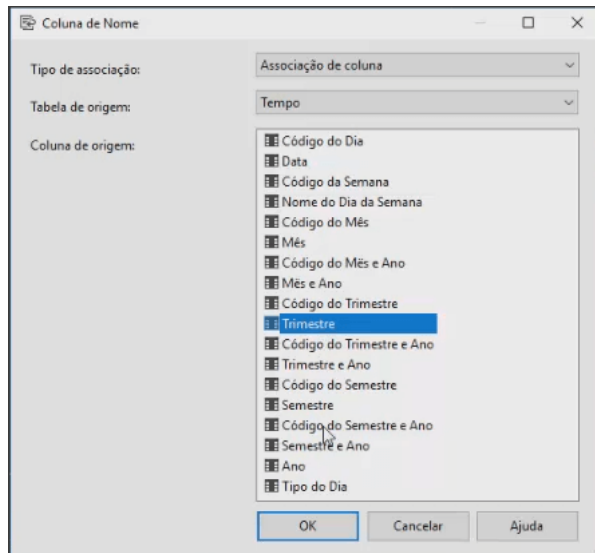 Coluna de Nome
Tipo de associação:
Associação de coluna
Tabela de origem:
Tempo
Coluna de origem:
Código do Dia
Data
Código da Semana
Nome do Dia da Semana
Código do Mês
Mês
Código do Mës e Ano
Mës e Ano
Código do Trimestre
Trimestre
Código do Trimestre e Ano
Trimestre e Ano
Código do Semestre
Semestre
Código do Semestre e Ano
Semestre e Ano
Ano
Tipo do Dia
OK
Cancelar
Ajuda